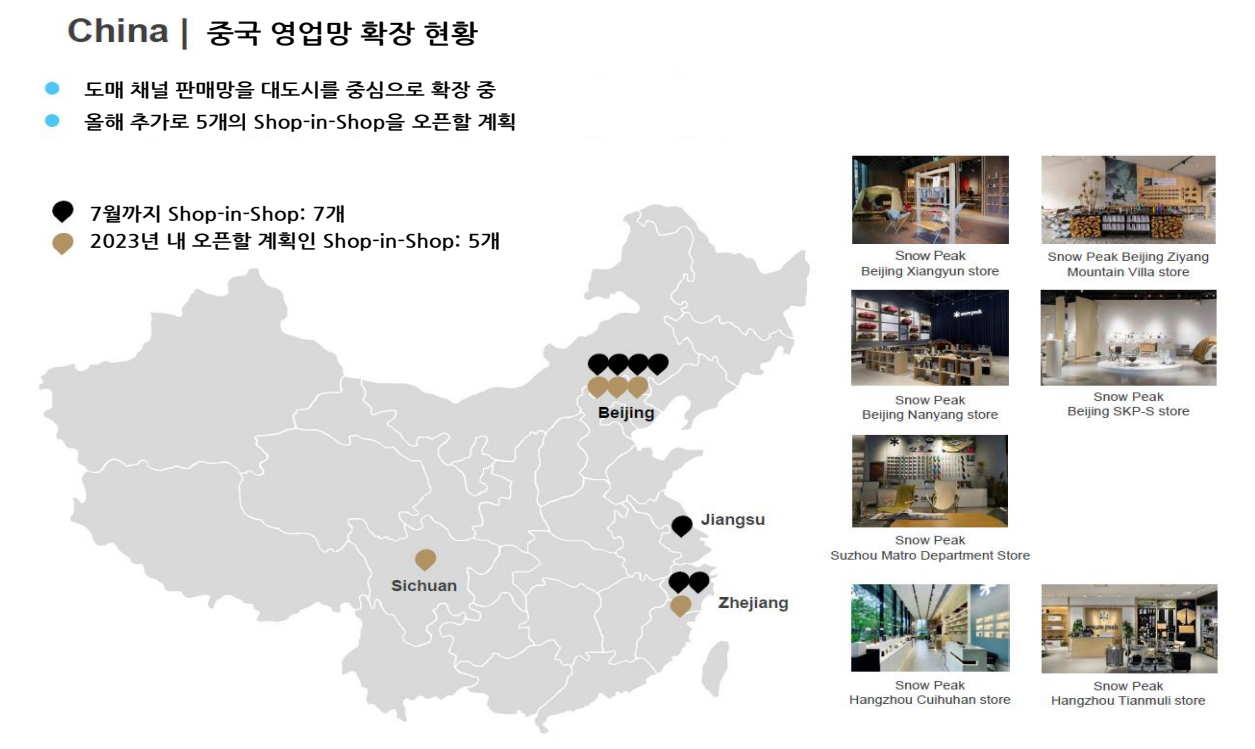 China | 중국 영업망 확장 현황
도매 채널 판매망을 대도시를 중심으로 확장 중
올해 추가로 5개의 Shop-in-Shop을 오픈할 계획
7월까지 Shop-in-Shop: 7개
2023년 내 오픈할 계획인 Shop-in-Shop: 5개
Beijing
Jiangsu
Sichuan
Zhejiang
Snow Peak
Beijing Xiangyun store
Snow Peak Beijing Ziyang
Mountain Villa store
snow peak
Snow Peak
Beijing Nanyang store
Snow Peak
Beijing SKP-S store
Snow Peak
Suzhou Matro Department Store
Snow Peak
Hangzhou Cuihuhan store
snow peak
Snow Peak
Hangzhou Tianmuli store